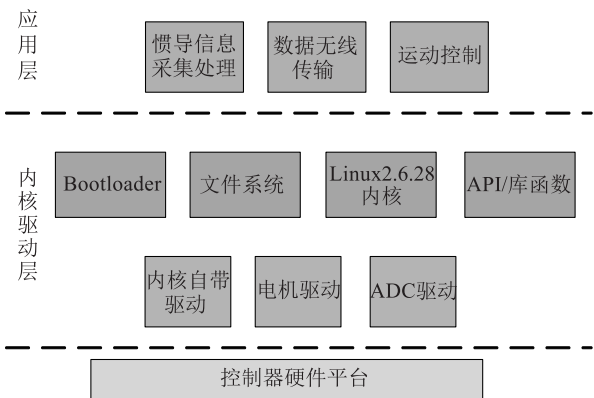 应用层
惯导信息
采集处理
数据无线
传输
运动控制
内核驱动层
Bootloader
文件系统
Linux2.6.28
内核
API/库函数
内核自带
驱动
电机驱动
ADC驱动
控制器硬件平台